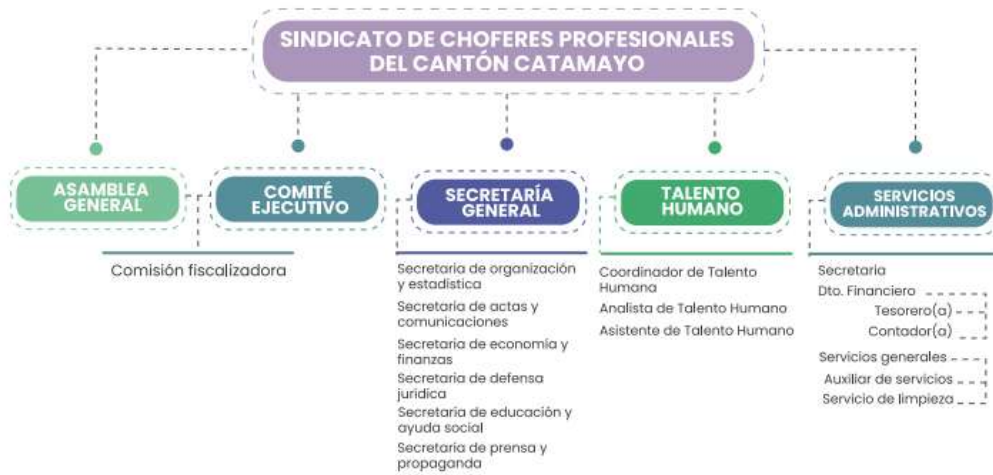 SINDICATO DE CHOFERES PROFESIONALES
DEL CANTÓN CATAMAYO
ASAMBLEA
GENERAL
COMITÉ
EJECUTIVO
SECRETARÍA
GENERAL
TALENTO
HUMANO
SERVICIOS
ADMINISTRATIVOS
Comisión fiscalizadora
Secretaria de organización
y estadística
Secretaria de actas y
comunicaciones
Secretaria de economía y
finanzas
Secretaria de defensa
jurídica
Secretaria de educación y
ayuda social
Secretaria de prensa y
propaganda
Coordinador de Talento
Humana
Analista de Talento Humano
Asistente de Talento Humano
Secretaria
Dto. Financiero
Tesorero(a)
Contador(a)
Servicios generales
Auxiliar de servicios
Servicio de limpieza